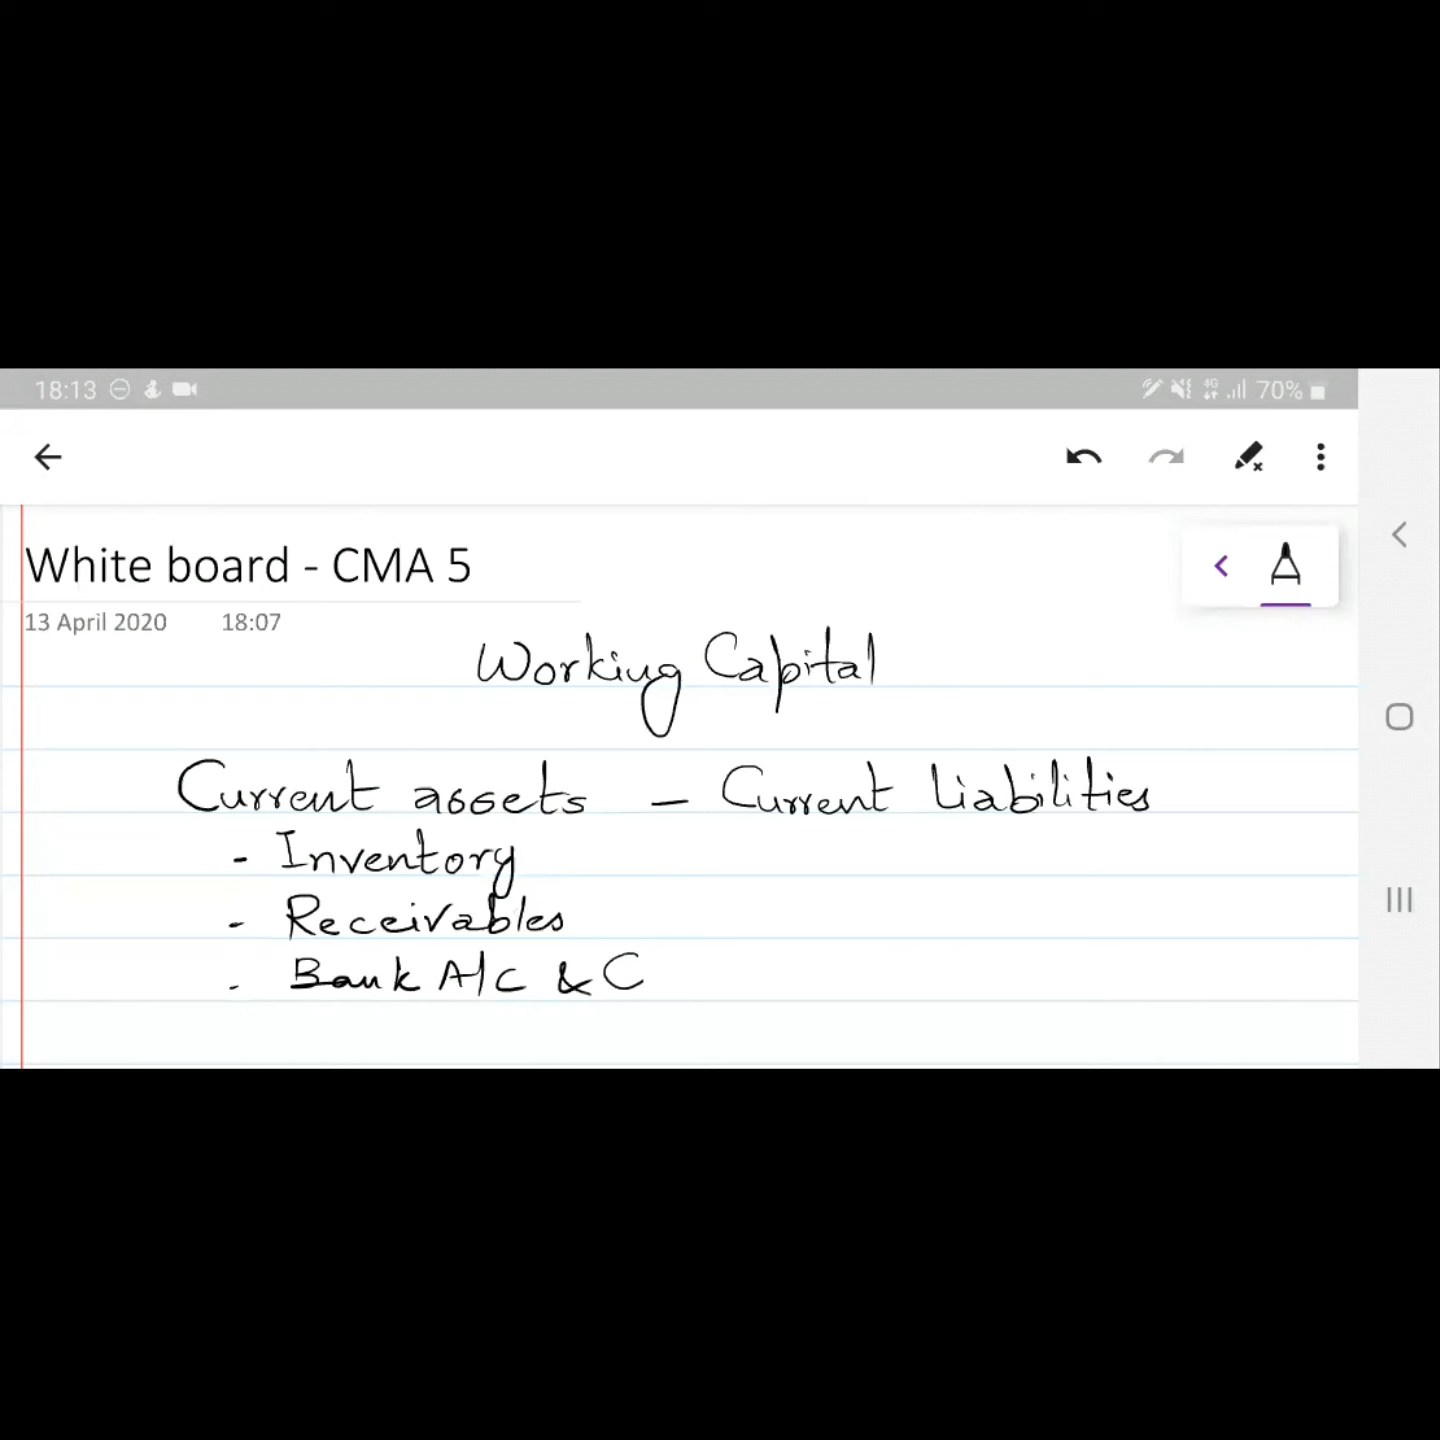 18:13 4G 70%
White board - CMA 5
13 April 2020 18:07
Working Capital
Current assets - Current liabilities
- Inventory
- Receivables
- Bank A/C & C